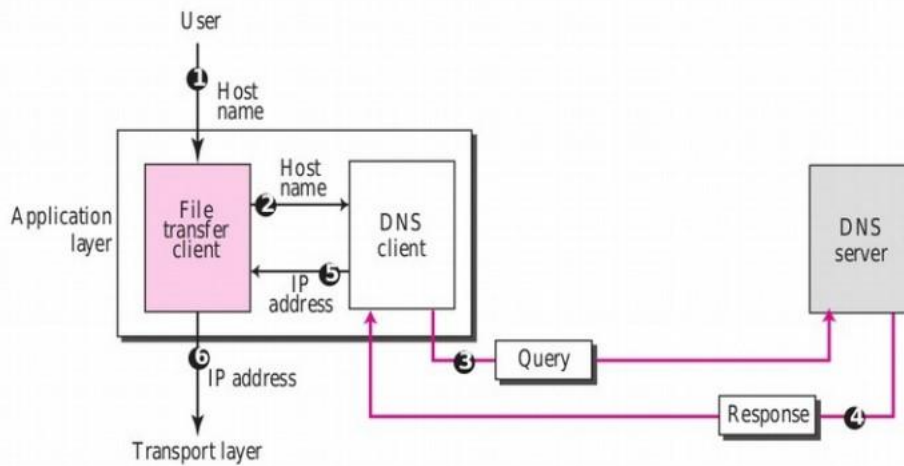 User
1
Host
name
Application
layer
File
transfer
client
Host
name
2
DNS
client
5
IP
address
DNS
server
6
IP address
3
Query
Response
4
Transport layer